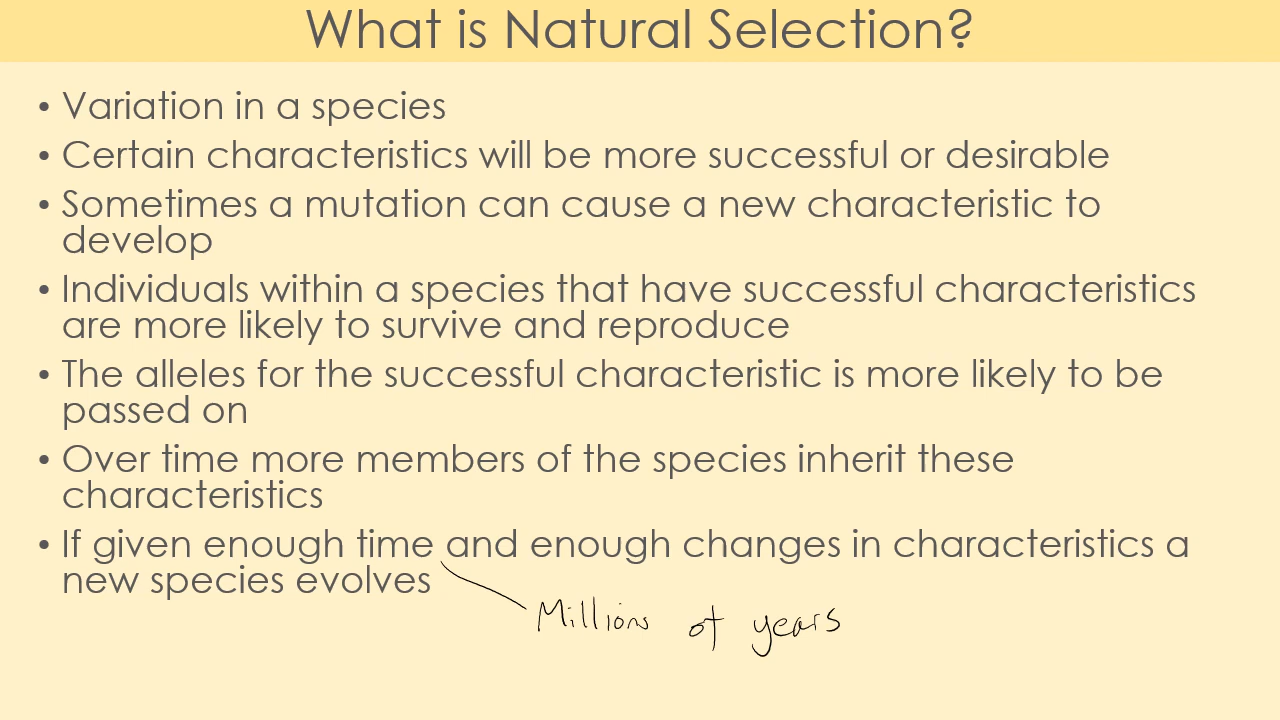 What is Natural Selection?
• Variation in a species
• Certain characteristics will be more successful or desirable
• Sometimes a mutation can cause a new characteristic to
develop
• Individuals within a species that have successful characteristics
are more likely to survive and reproduce
• The alleles for the successful characteristic is more likely to be
passed on
• Over time more members of the species inherit these
characteristics
• If given enough time and enough changes in characteristics a
new species evolves
Millions of years